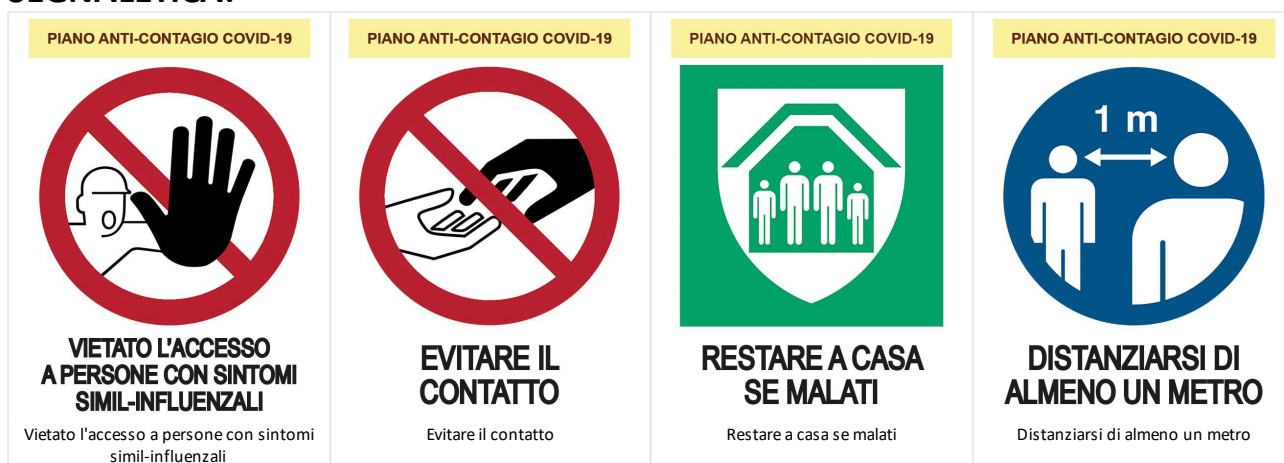 SEGNALETICA:
PIANO ANTI-CONTAGIO COVID-19
VIETATO L'ACCESSO
A PERSONE CON SINTOMI
SIMIL-INFLUENZALI
Vietato l'accesso a persone con sintomi
simil-influenzali
PIANO ANTI-CONTAGIO COVID-19
EVITARE IL
CONTATTO
Evitare il contatto
PIANO ANTI-CONTAGIO COVID-19
RESTARE A CASA
SE MALATI
Restare a casa se malati
PIANO ANTI-CONTAGIO COVID-19
1 m
DISTANZIARSI DI
ALMENO UN METRO
Distanziarsi di almeno un metro